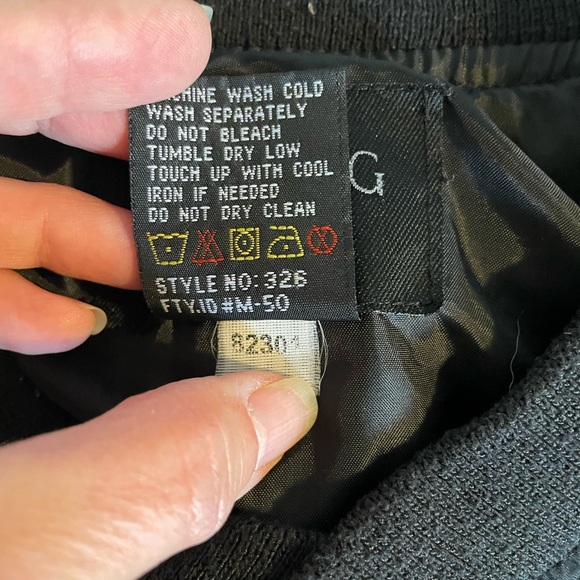 MACHINE WASH COLD
WASH SEPARATELY
DO NOT BLEACH
TUMBLE DRY LOW
TOUCH UP WITH COOL
IRON IF NEEDED
DO NOT DRY CLEAN
STYLE NO: 326
FTY.ID #M-50
G